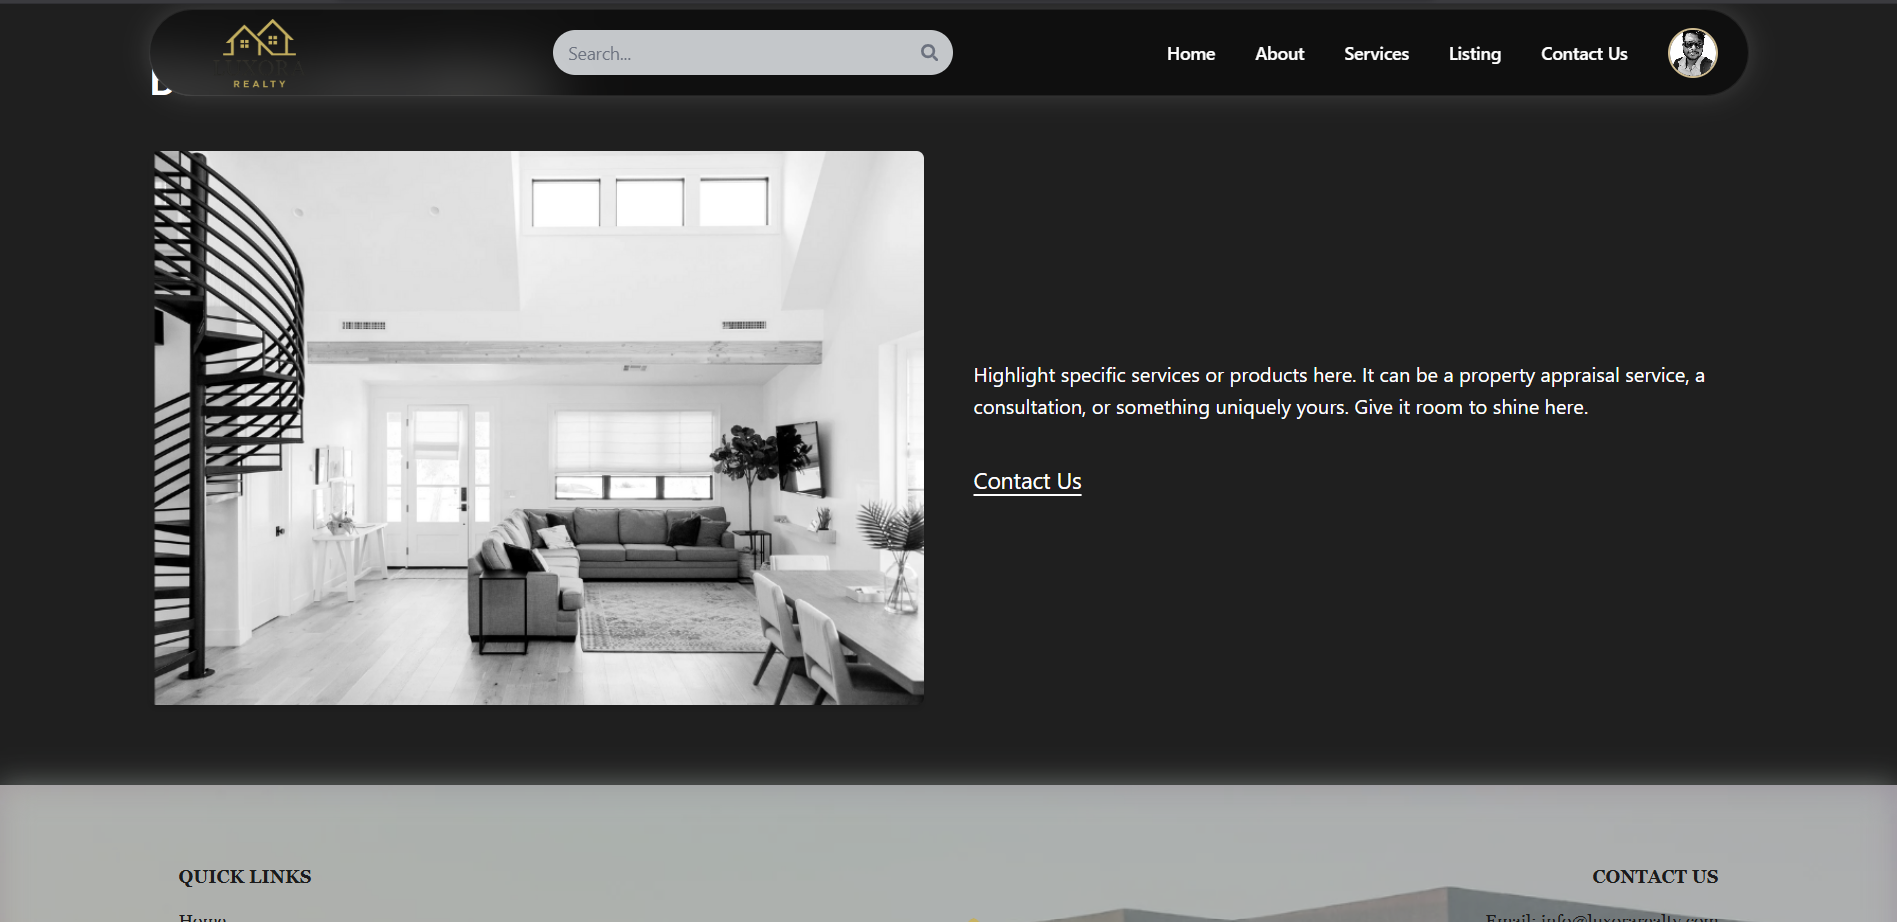 LUXORA
REALTY
Search...
Home
About
Services
Listing
Contact Us
Highlight specific services or products here. It can be a property appraisal service, a
consultation, or something uniquely yours. Give it room to shine here.
Contact Us
QUICK LINKS
CONTACT US
Home
Email: info@luxorarealty.com